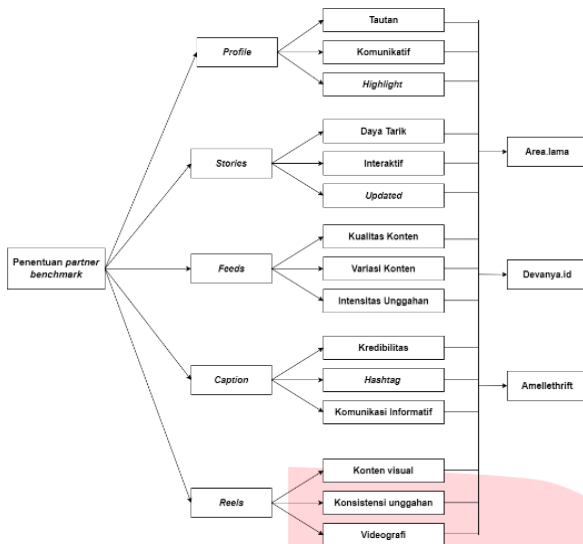 Penentuan partner
benchmark
Profile
Tautan
Komunikatif
Highlight
Stories
Daya Tarik
Interaktif
Updated
Feeds
Kualitas Konten
Variasi Konten
Intensitas Unggahan
Caption
Kredibilitas
Hashtag
Komunikasi Informatif
Reels
Konten visual
Konsistensi unggahan
Videografi
Area.lama
Devanya.id
Amellethrift